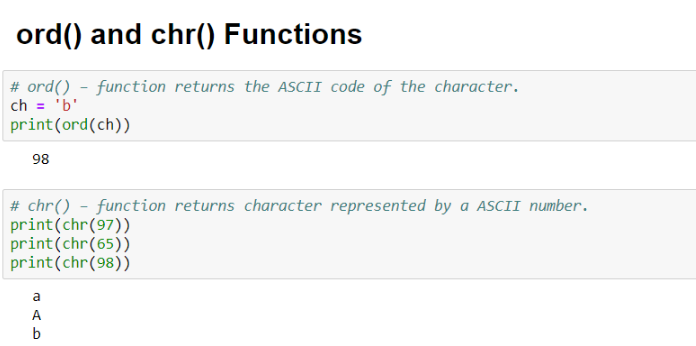 ord() and chr() Functions
# ord() – function returns the ASCII code of the character.
ch = 'b'
print(ord(ch))
98
# chr() – function returns character represented by a ASCII number.
print(chr(97))
print(chr(65))
print(chr(98))
a
A
b